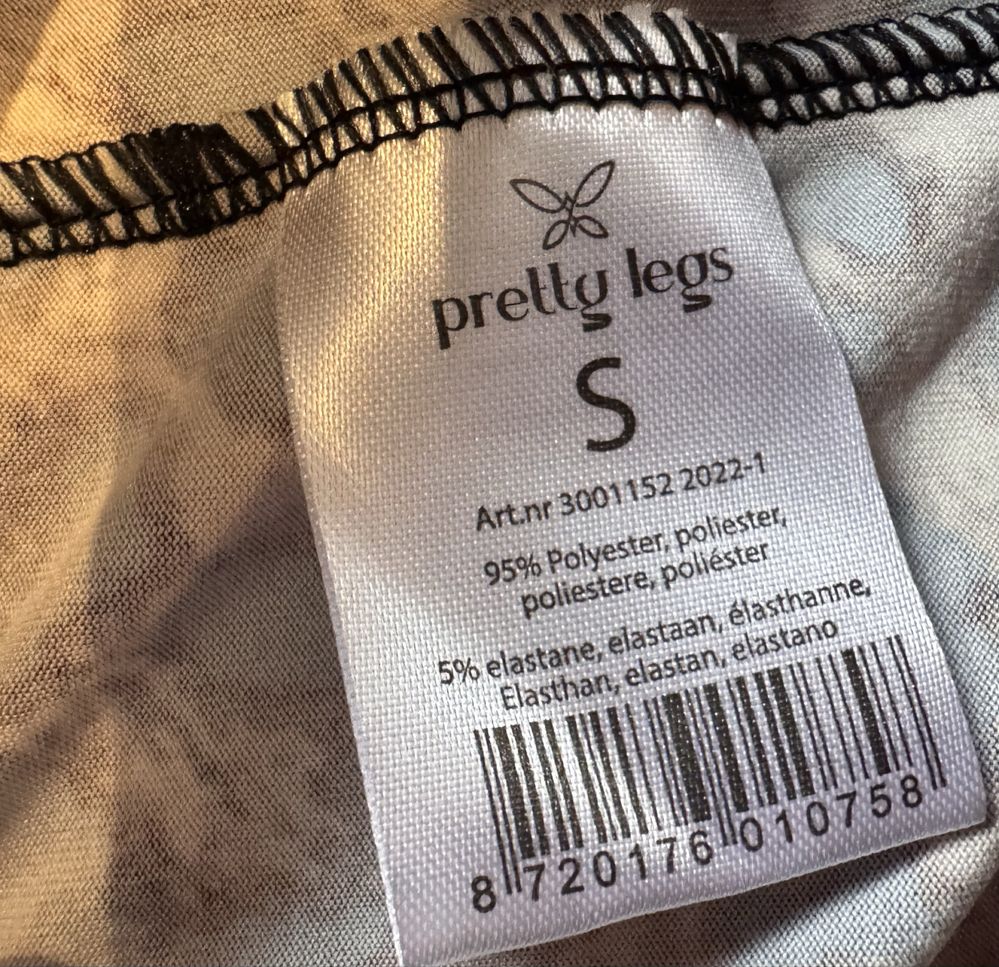 pretty legs
S
Art.nr 3001152 2022-1
95% Polyester, poliester,
poliestere, poliéster
5% elastane, elastaan, élasthanne,
Elasthan, elastan, elastano
8 720176 010758